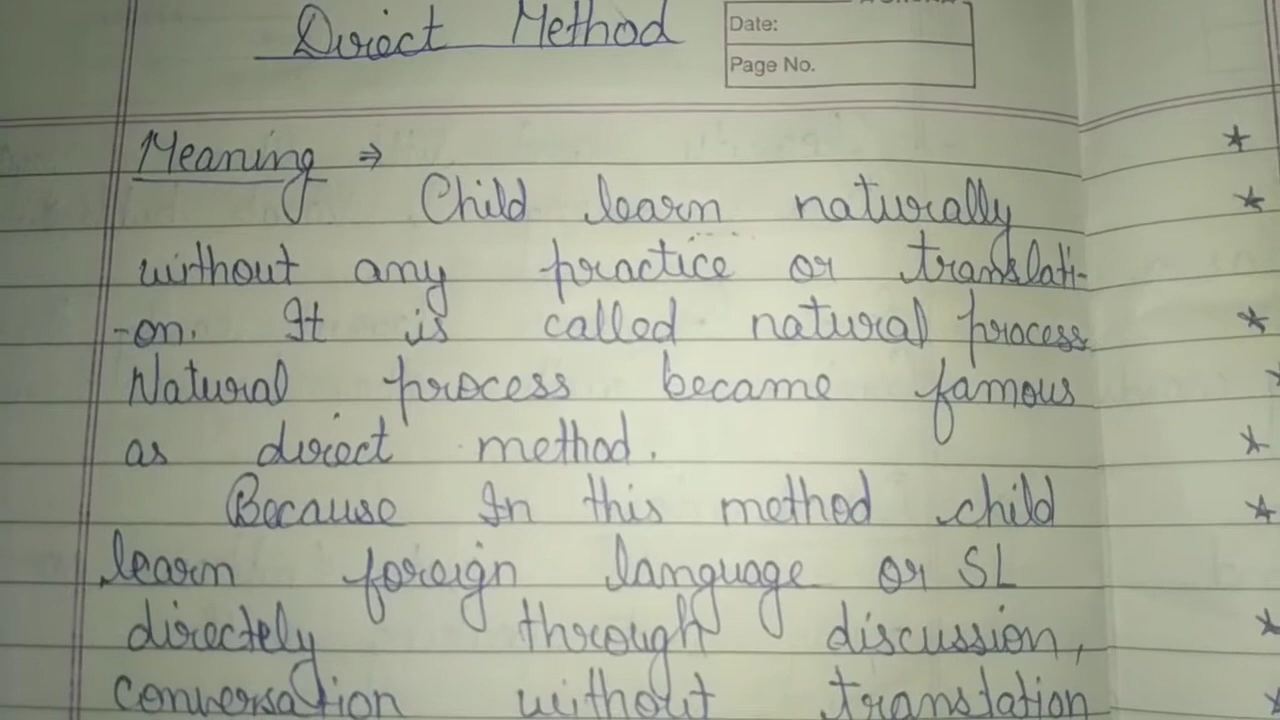 Direct Method
Date:
Page No.
Meaning ⇒
Child learn naturally
without any practice or translati-
-on. It is called natural process
Natural process became famous
as direct method.
Because In this method child
learn foreign language or SL
directely through discussion,
conversation without translation